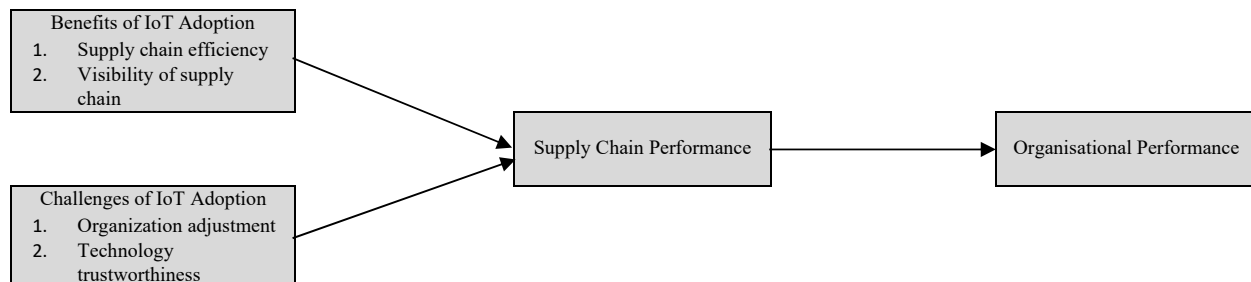 Benefits of IoT Adoption
1. Supply chain efficiency
2. Visibility of supply
chain
Supply Chain Performance
Organisational Performance
Challenges of IoT Adoption
1. Organization adjustment
2. Technology
trustworthiness